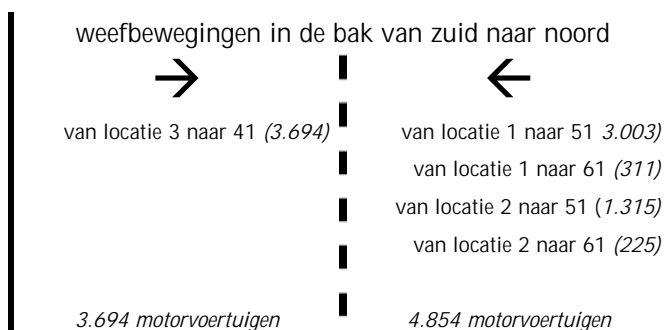 weefbewegingen in de bak van zuid naar noord
→ ←
van locatie 3 naar 41 (3.694) van locatie 1 naar 51 3.003)
van locatie 1 naar 61 (311)
van locatie 2 naar 51 (1.315)
van locatie 2 naar 61 (225)
3.694 motorvoertuigen 4.854 motorvoertuigen